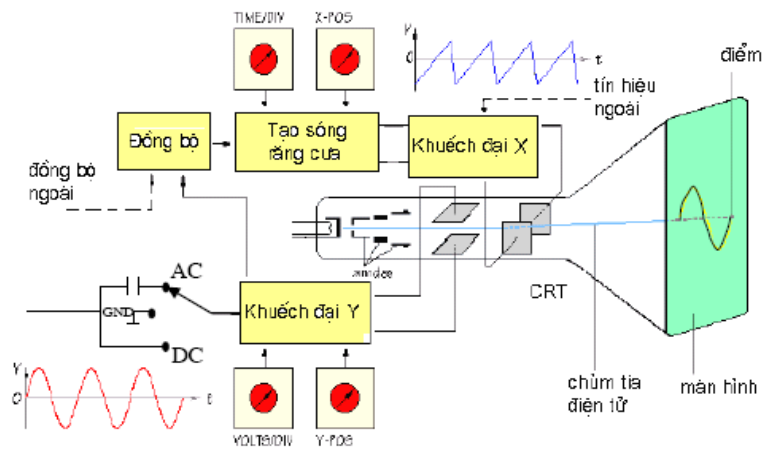 TIME/DIV
X-POS
V
0
t
điểm
tín hiệu
ngoài
Đồng bộ
Tạo sóng
răng cưa
Khuếch đại X
đồng bộ
ngoài
AC
GND
DC
Khuếch đại Y
CRT
V
0
t
chùm tia
điện tử
màn hình
VOLTS/DIV
Y-POS